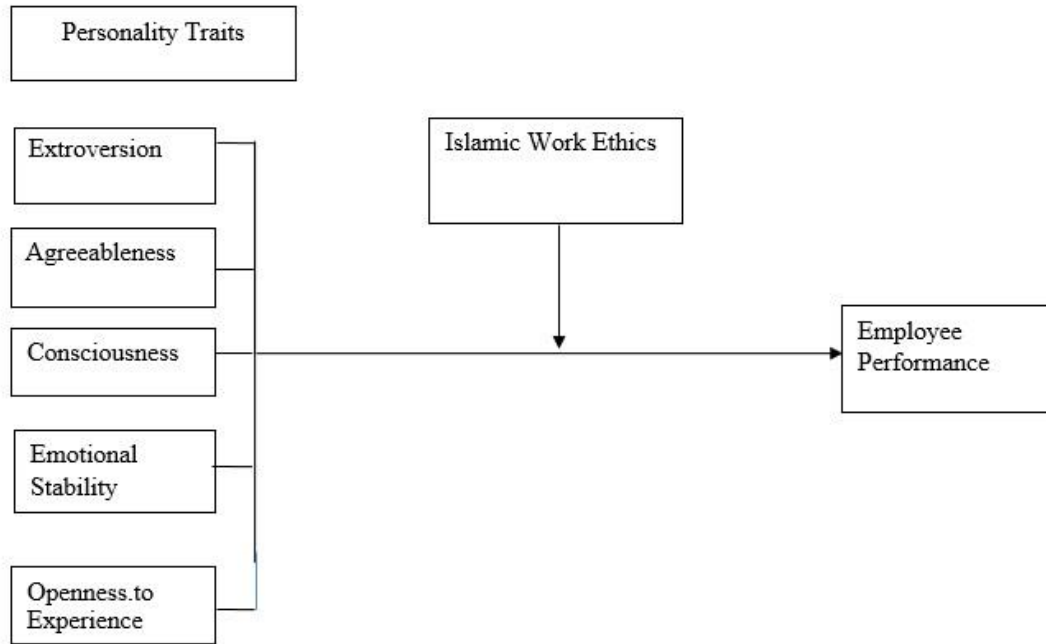 Personality Traits
Extroversion
Islamic Work Ethics
Agreeableness
Consciousness
Employee
Performance
Emotional
Stability
Openness.to
Experience